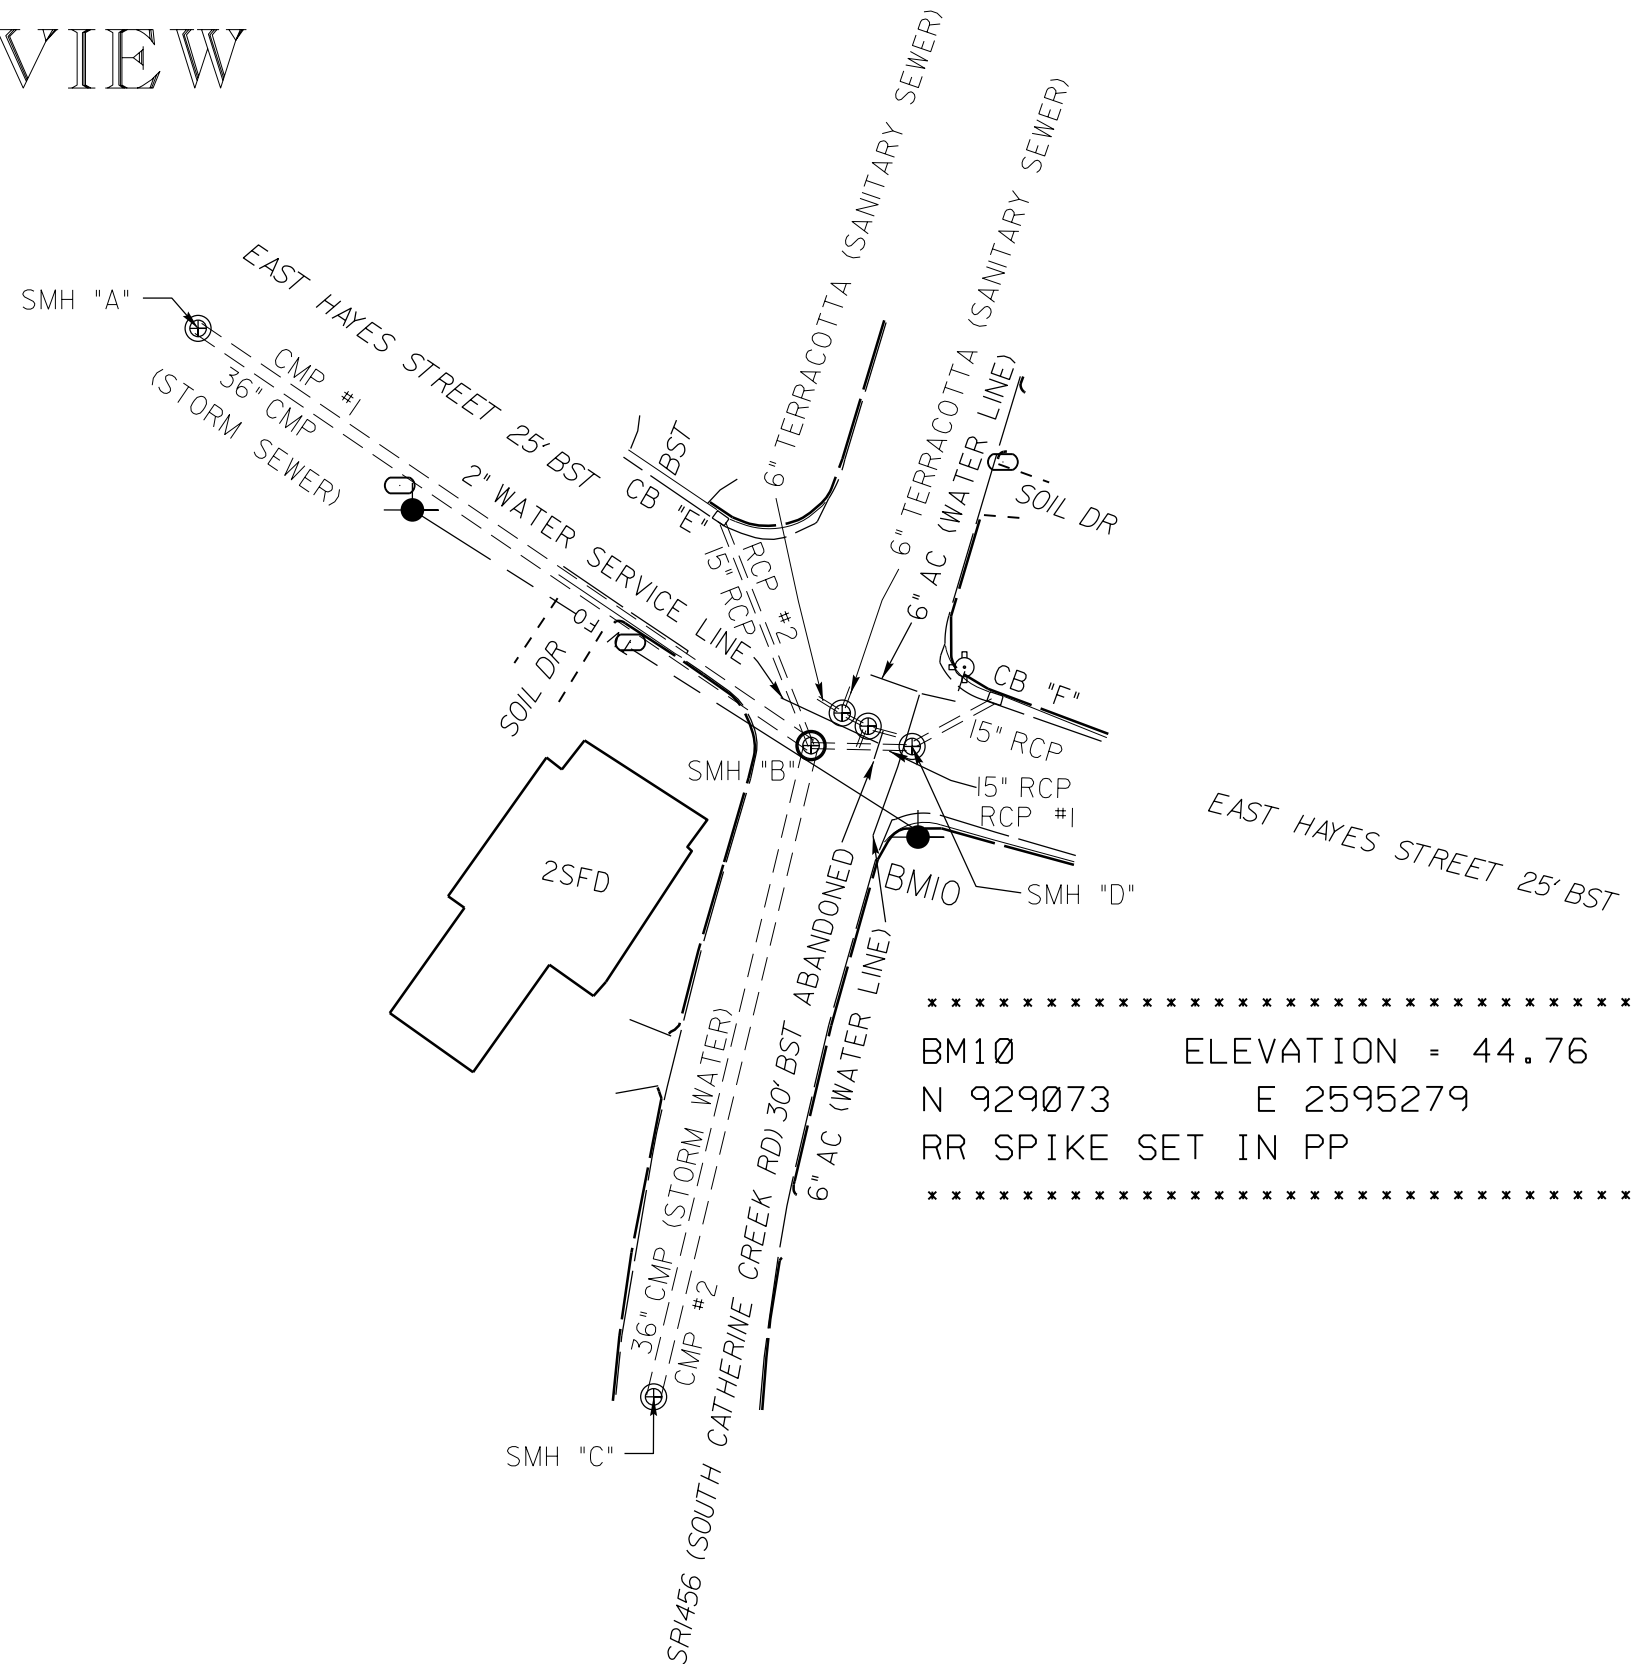 VIEW
6" TERRACOTTA (SANITARY SEWER)
6" TERRACOTTA (SANITARY SEWER)
EAST HAYES STREET 25' BST
SMH "A"
CMP #1
36" CMP
(STORM SEWER)
2" WATER SERVICE LINE
BST
CB "E"
15" RCP
RCP #2
6" AC (WATER LINE)
SOIL DR
FO
SOIL DR
CB "F"
15" RCP
SMH "B"
15" RCP
RCP #1
EAST HAYES STREET 25' BST
2SFD
BM10
SMH "D"
ABANDONED
6" AC (WATER LINE)
BM10 ELEVATION = 44.76
N 929073 E 2595279
RR SPIKE SET IN PP
36" CMP (STORM WATER)
CMP #2
SR1456 (SOUTH CATHERINE CREEK RD) 30' BST
SMH "C"